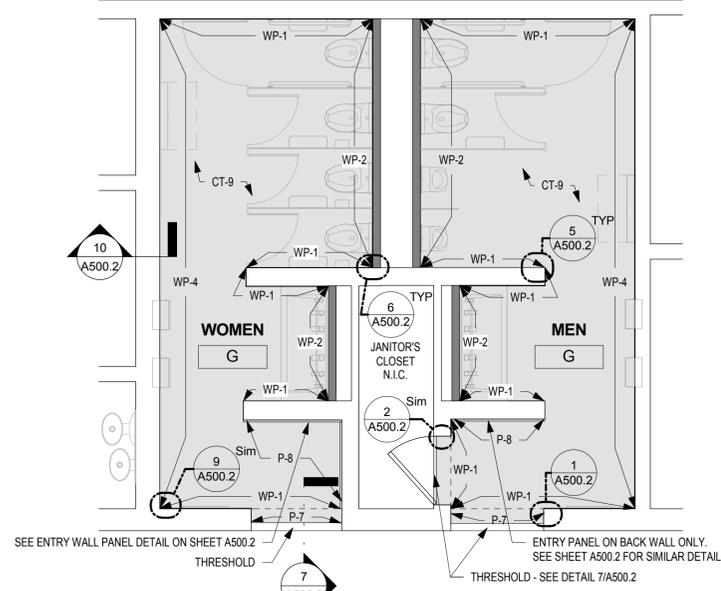 WP-1
WP-1
WP-2
WP-2
CT-9
CT-9
5
A500.2
TYP
10
A500.2
WP-1
WP-1
WP-4
WP-4
WP-1
WP-1
6
A500.2
TYP
WOMEN
G
MEN
G
WP-2
WP-2
JANITOR'S
CLOSET
N.I.C.
WP-1
WP-1
2
A500.2
Sim
9
A500.2
Sim
P-8
P-8
WP-1
1
A500.2
WP-1
WP-1
P-7
P-7
SEE ENTRY WALL PANEL DETAIL ON SHEET A500.2
THRESHOLD
ENTRY PANEL ON BACK WALL ONLY.
SEE SHEET A500.2 FOR SIMILAR DETAIL
THRESHOLD - SEE DETAIL 7/A500.2
7